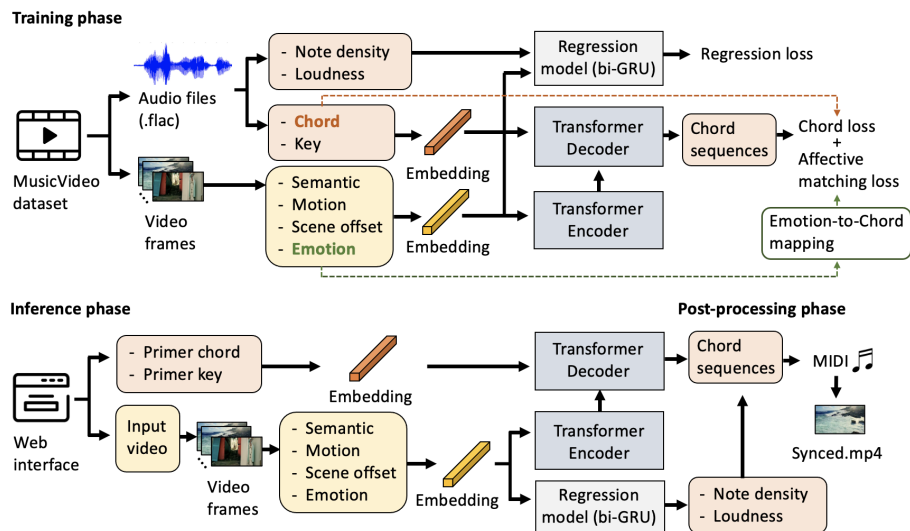 Training phase
- Note density
- Loudness
Regression
model (bi-GRU)
Regression loss
Audio files
(.flac)
- Chord
- Key
Embedding
Transformer
Decoder
Chord
sequences
Chord loss
+
Affective
matching loss
MusicVideo
dataset
Video
frames
- Semantic
- Motion
- Scene offset
- Emotion
Embedding
Transformer
Encoder
Emotion-to-Chord
mapping
Inference phase
Post-processing phase
- Primer chord
- Primer key
Embedding
Transformer
Decoder
Chord
sequences
MIDI
Web
interface
Input
video
Video
frames
- Semantic
- Motion
- Scene offset
- Emotion
Embedding
Transformer
Encoder
Synced.mp4
Regression
model (bi-GRU)
- Note density
- Loudness